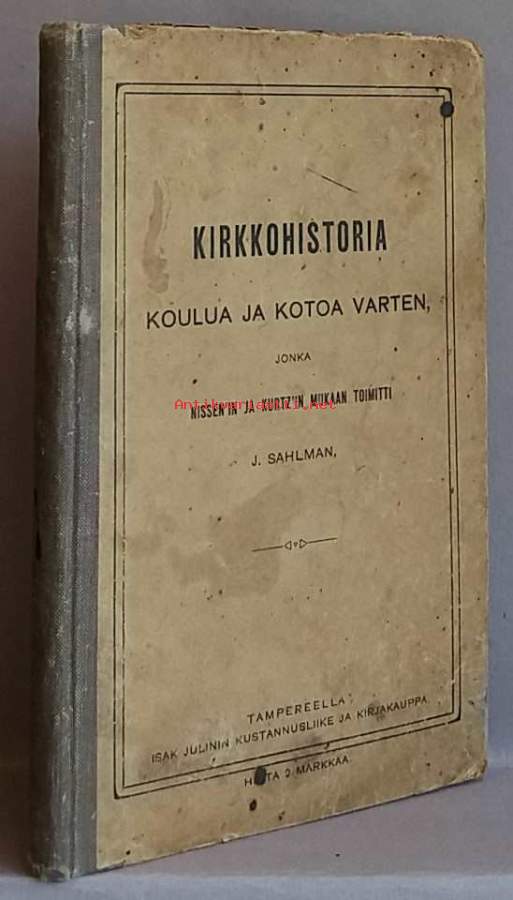 KIRKKOHISTORIA
KOULUA JA KOTOA VARTEN,
JONKA
NISSEN'IN JA KURTZ'IN MUKAAN TOIMITTI
J. SAHLMAN,
TAMPEREELLA,
ISAK JULININ KUSTANNUSLIIKE JA KIRJAKAUPPA.
2 MARKKAA.